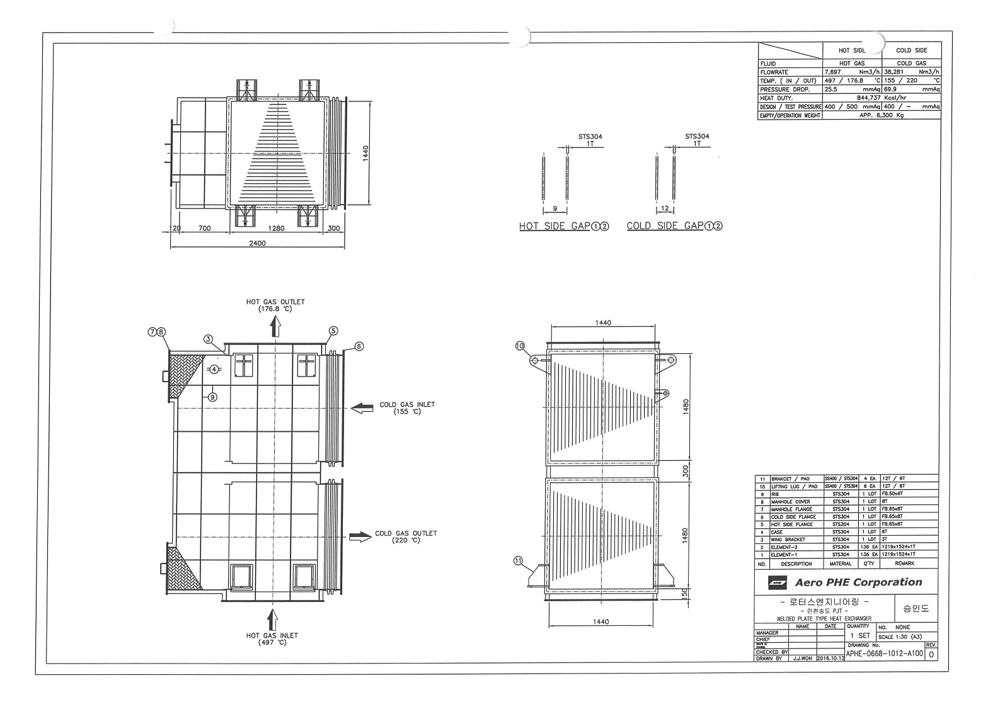 HOT SIDE COLD SIDE
FLUID HOT GAS COLD GAS
FLOWRATE 7,697 Nm3/h 38,281 Nm3/h
TEMP. ( IN / OUT) 497 / 176.8 °C 155 / 220 °C
PRESSURE DROP. 25.5 mmAq 69.9 mmAq
HEAT DUTY. 844,737 Kcal/hr
DESIGN / TEST PRESSURE 400 / 500 mmAq 400 / − mmAq
EMPTY/OPERATION WEIGHT APP. 6,300 Kg
1440
120 700 1280 300
2400
STS304
1T
9
HOT SIDE GAP①②
STS304
1T
12
COLD SIDE GAP①②
HOT GAS OUTLET
(176.8 °C)
⑦⑧
③
⑤
⑥
④
⑨
COLD GAS INLET
(155 °C)
COLD GAS OUTLET
(220 °C)
HOT GAS INLET
(497 °C)
1440
⑩
1480
300
1480
⑪
150
1440
11 BRAKCET / PAD SS400 / STS304 4 EA 12T / 6T
10 LIFTING LUG / PAD SS400 / STS304 6 EA 12T / 6T
9 RIB STS304 1 LOT FB.50x6T
8 MANHOLE COVER STS304 1 LOT 8T
7 MANHOLE FLANGE STS304 1 LOT FB.65x8T
6 COLD SIDE FLANGE STS304 1 LOT FB.65x8T
5 HOT SIDE FLANGE STS304 1 LOT FB.65x8T
4 CASE STS304 1 LOT 6T
3 WING BRACKET STS304 1 LOT 3T
2 ELEMENT-2 STS304 136 EA 1219x1524x1T
1 ELEMENT-1 STS304 136 EA 1219x1524x1T
NO. DESCRIPTION MATERIAL Q'TY REMARK
APHE Aero PHE Corporation
- 로터스엔지니어링 -
- 인천송도 PJT -
WELDED PLATE TYPE HEAT EXCHANGER
승인도
NAME DATE QUANTITY NO. NONE
MANAGER 1 SET SCALE 1:30 (A3)
CHIEF
DRAWING No. REV.
CHECKED BY APHE-0668-1012-A100 0
DRAWN BY J.J.WON 2016.10.12